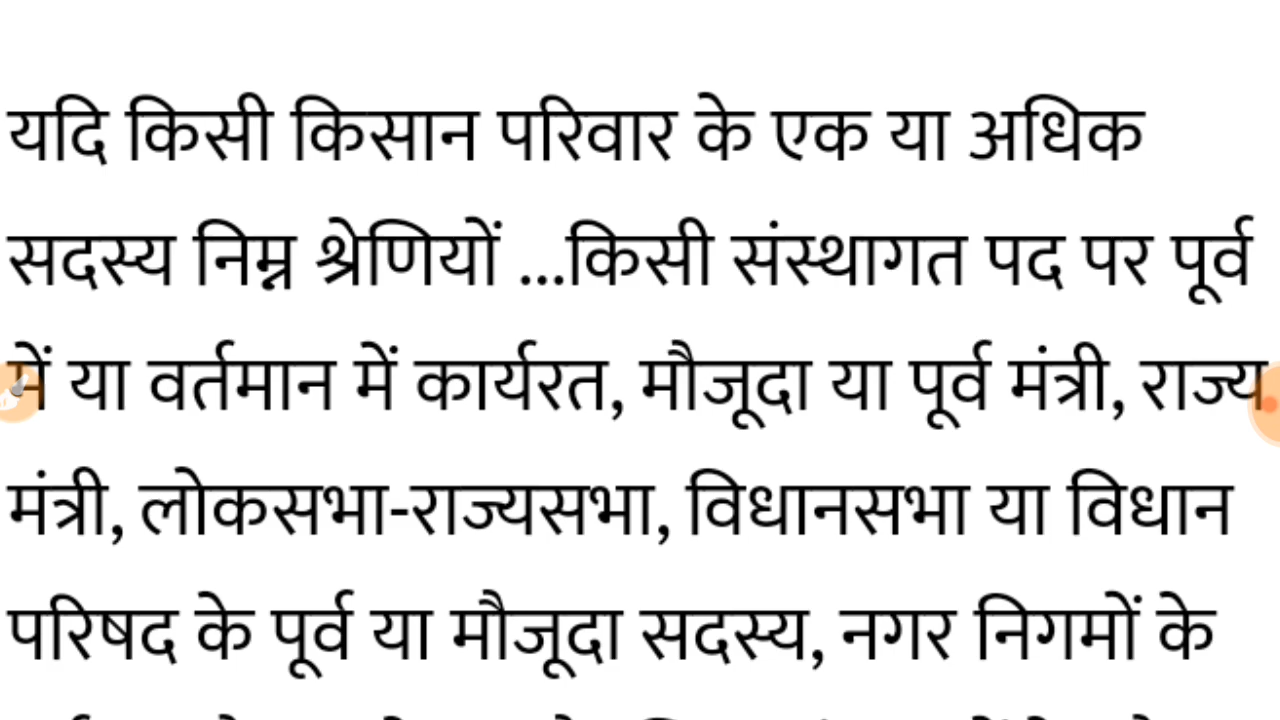 यदि किसी किसान परिवार के एक या अधिक
सदस्य निम्न श्रेणियों ...किसी संस्थागत पद पर पूर्व
में या वर्तमान में कार्यरत, मौजूदा या पूर्व मंत्री, राज्य
मंत्री, लोकसभा-राज्यसभा, विधानसभा या विधान
परिषद के पूर्व या मौजूदा सदस्य, नगर निगमों के